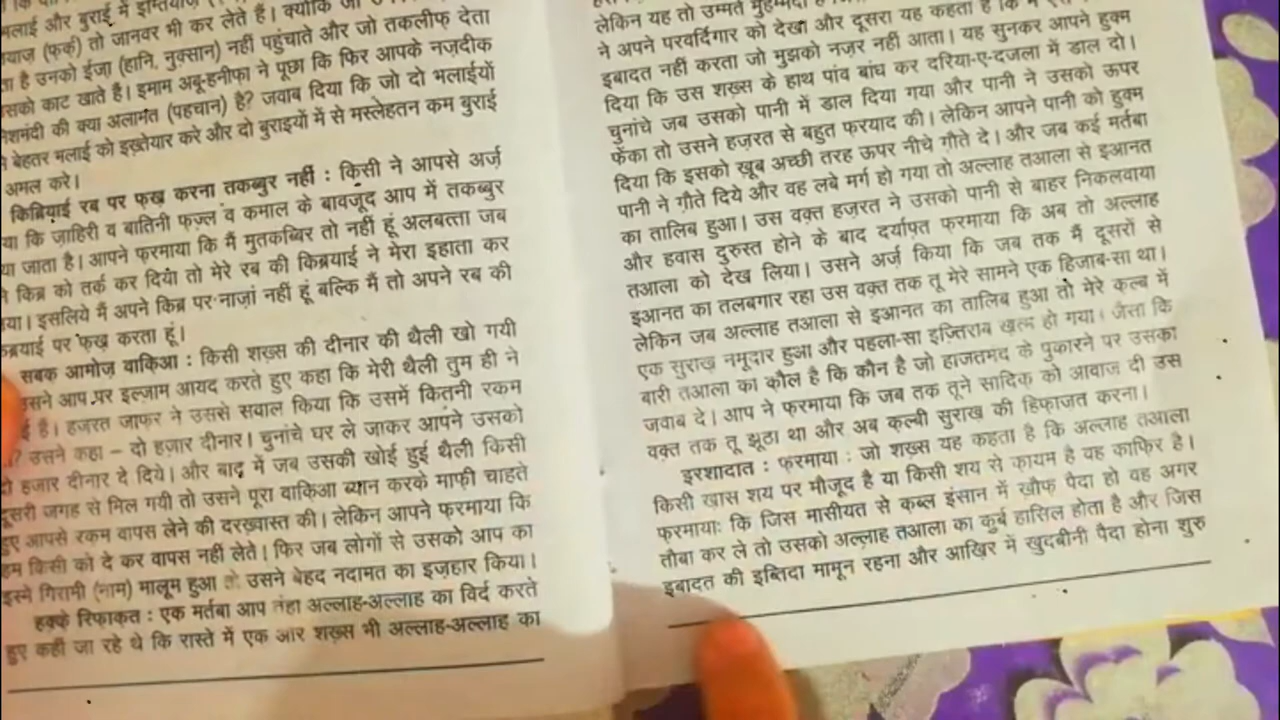 भलाई और बुराई में इम्तियाज़
(फ़र्क़) तो जानवर भी कर लेते हैं। क्योंकि जो
है उनको ईज़ा (हानि, नुक्सान) नहीं पहुंचाते और जो तकलीफ़ देता
उसको काट खाते हैं। इमाम अबू-हनीफ़ा ने पूछा कि फिर आपके नज़दीक
की क्या अलामत (पहचान) है? जवाब दिया कि जो दो भलाईयों
बेहतर भलाई को इख़्तेयार करे और दो बुराइयों में से मस्लेहतन कम बुराई
अमल करे।
किब्रियाई रब पर फख़्र करना तकब्बुर नहीं : किसी ने आपसे अर्ज़
कि ज़ाहिरी व बातिनी फ़ज़्ल व कमाल के बावजूद आप में तकब्बुर
जाता है। आपने फ़रमाया कि मैं मुतकब्बिर तो नहीं हूं अलबत्ता जब
किब्र को तर्क कर दिया तो मेरे रब की किब्रयाई ने मेरा इहाता कर
इसलिये मैं अपने किब्र पर नाज़ां नहीं हूं बल्कि मैं तो अपने रब की
पर फख़्र करता हूं।
सबक आमोज़ वाक़िआ : किसी शख़्स की दीनार की थैली खो गयी
उसने आप पर इल्ज़ाम आयद करते हुए कहा कि मेरी थैली तुम ही ने
है। हज़रत जाफ़र ने उससे सवाल किया कि उसमें कितनी रक़म
उसने कहा – दो हज़ार दीनार। चुनांचे घर ले जाकर आपने उसको
हज़ार दीनार दे दिये। और बाद में जब उसकी खोई हुई थैली किसी
दूसरी जगह से मिल गयी तो उसने पूरा वाक़िआ ब्यान करके माफ़ी चाहते
हुए आपसे रक़म वापस लेने की दरख़्वास्त की। लेकिन आपने फ़रमाया कि
हम किसी को दे कर वापस नहीं लेते। फिर जब लोगों से उसको आप का
इस्मे गिरामी (नाम) मालूम हुआ उसने बेहद नदामत का इज़हार किया।
हक़्क़े रिफ़ाक़त : एक मर्तबा आप तंहा अल्लाह-अल्लाह का विर्द करते
हुए कहीं जा रहे थे कि रास्ते में एक और शख़्स भी अल्लाह-अल्लाह का
लेकिन यह तो उम्मते मुहम्मदी
ने अपने परवर्दिगार को देखा और दूसरा यह कहता है कि मैं
इबादत नहीं करता जो मुझको नज़र नहीं आता। यह सुनकर आपने हुक्म
दिया कि उस शख़्स के हाथ पांव बांध कर दरिया-ए-दजला में डाल दो।
चुनांचे जब उसको पानी में डाल दिया गया और पानी ने उसको ऊपर
फेंका तो उसने हज़रत से बहुत फ़रयाद की। लेकिन आपने पानी को हुक्म
दिया कि इसको ख़ूब अच्छी तरह ऊपर नीचे ग़ौते दे। और जब कई मर्तबा
पानी ने ग़ौते दिये और वह लबे मर्ग हो गया तो अल्लाह तआला से इआनत
का तालिब हुआ। उस वक़्त हज़रत ने उसको पानी से बाहर निकलवाया
और हवास दुरुस्त होने के बाद दर्याफ्त फ़रमाया कि अब तो अल्लाह
तआला को देख लिया। उसने अर्ज़ किया कि जब तक मैं दूसरों से
इआनत का तलबगार रहा उस वक़्त तक तू मेरे सामने एक हिजाब-सा था।
लेकिन जब अल्लाह तआला से इआनत का तालिब हुआ तो मेरे क़ल्ब में
एक सुराख़ नमूदार हुआ और पहला-सा इज़्तिराब ख़त्म हो गया। जैसा कि
बारी तआला का क़ौल है कि कौन है जो हाजतमंद के पुकारने पर उसका
जवाब दे। आप ने फ़रमाया कि जब तक तूने सादिक़ को आवाज़ दी उस
वक़्त तक तू झूठा था और अब क़ल्बी सुराख़ की हिफ़ाजत करना।
इरशादात : फ़रमाया : जो शख़्स यह कहता है कि अल्लाह तआला
किसी ख़ास शय पर मौजूद है या किसी शय से क़ायम है वह काफ़िर है।
फ़रमायाः कि जिस मासीयत से क़ब्ल इंसान में ख़ौफ़ पैदा हो वह अगर
तौबा कर ले तो उसको अल्लाह तआला का क़ुर्ब हासिल होता है और जिस
इबादत की इब्तिदा मामून रहना और आख़िर में ख़ुदबीनी पैदा होना शुरु